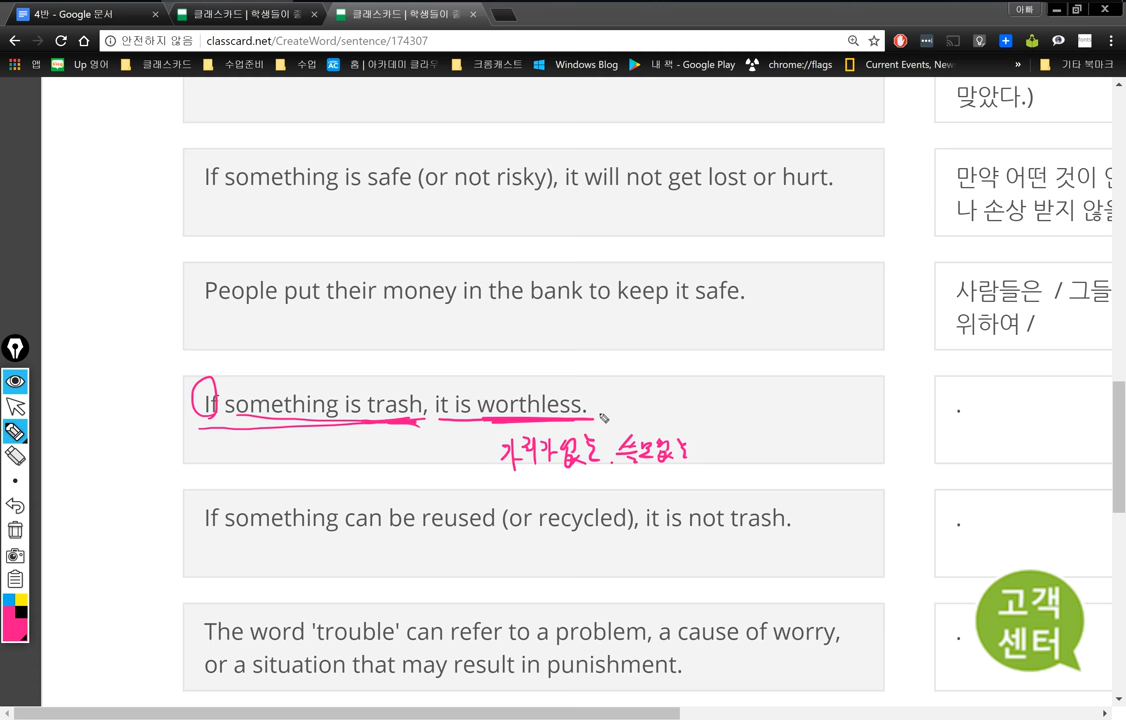 4반 - Google 문서
클래스카드 | 학생들이 좋
클래스카드 | 학생들이 좋
아빠
안전하지 않음
classcard.net/CreateWord/sentence/174307
앱
Up 영어
클래스카드
수업준비
수업
AC
홈 | 아카데미 클라우
크롬캐스트
Windows Blog
내 책 - Google Play
chrome://flags
Current Events, New
»
기타 북마크
맞았다.)
If something is safe (or not risky), it will not get lost or hurt.
만약 어떤 것이
나 손상 받지 않을
People put their money in the bank to keep it safe.
사람들은 / 그들
위하여 /
If something is trash, it is worthless.
.
가치가 없는. 쓸모없는
If something can be reused (or recycled), it is not trash.
.
The word 'trouble' can refer to a problem, a cause of worry,
or a situation that may result in punishment.
.
고객
센터